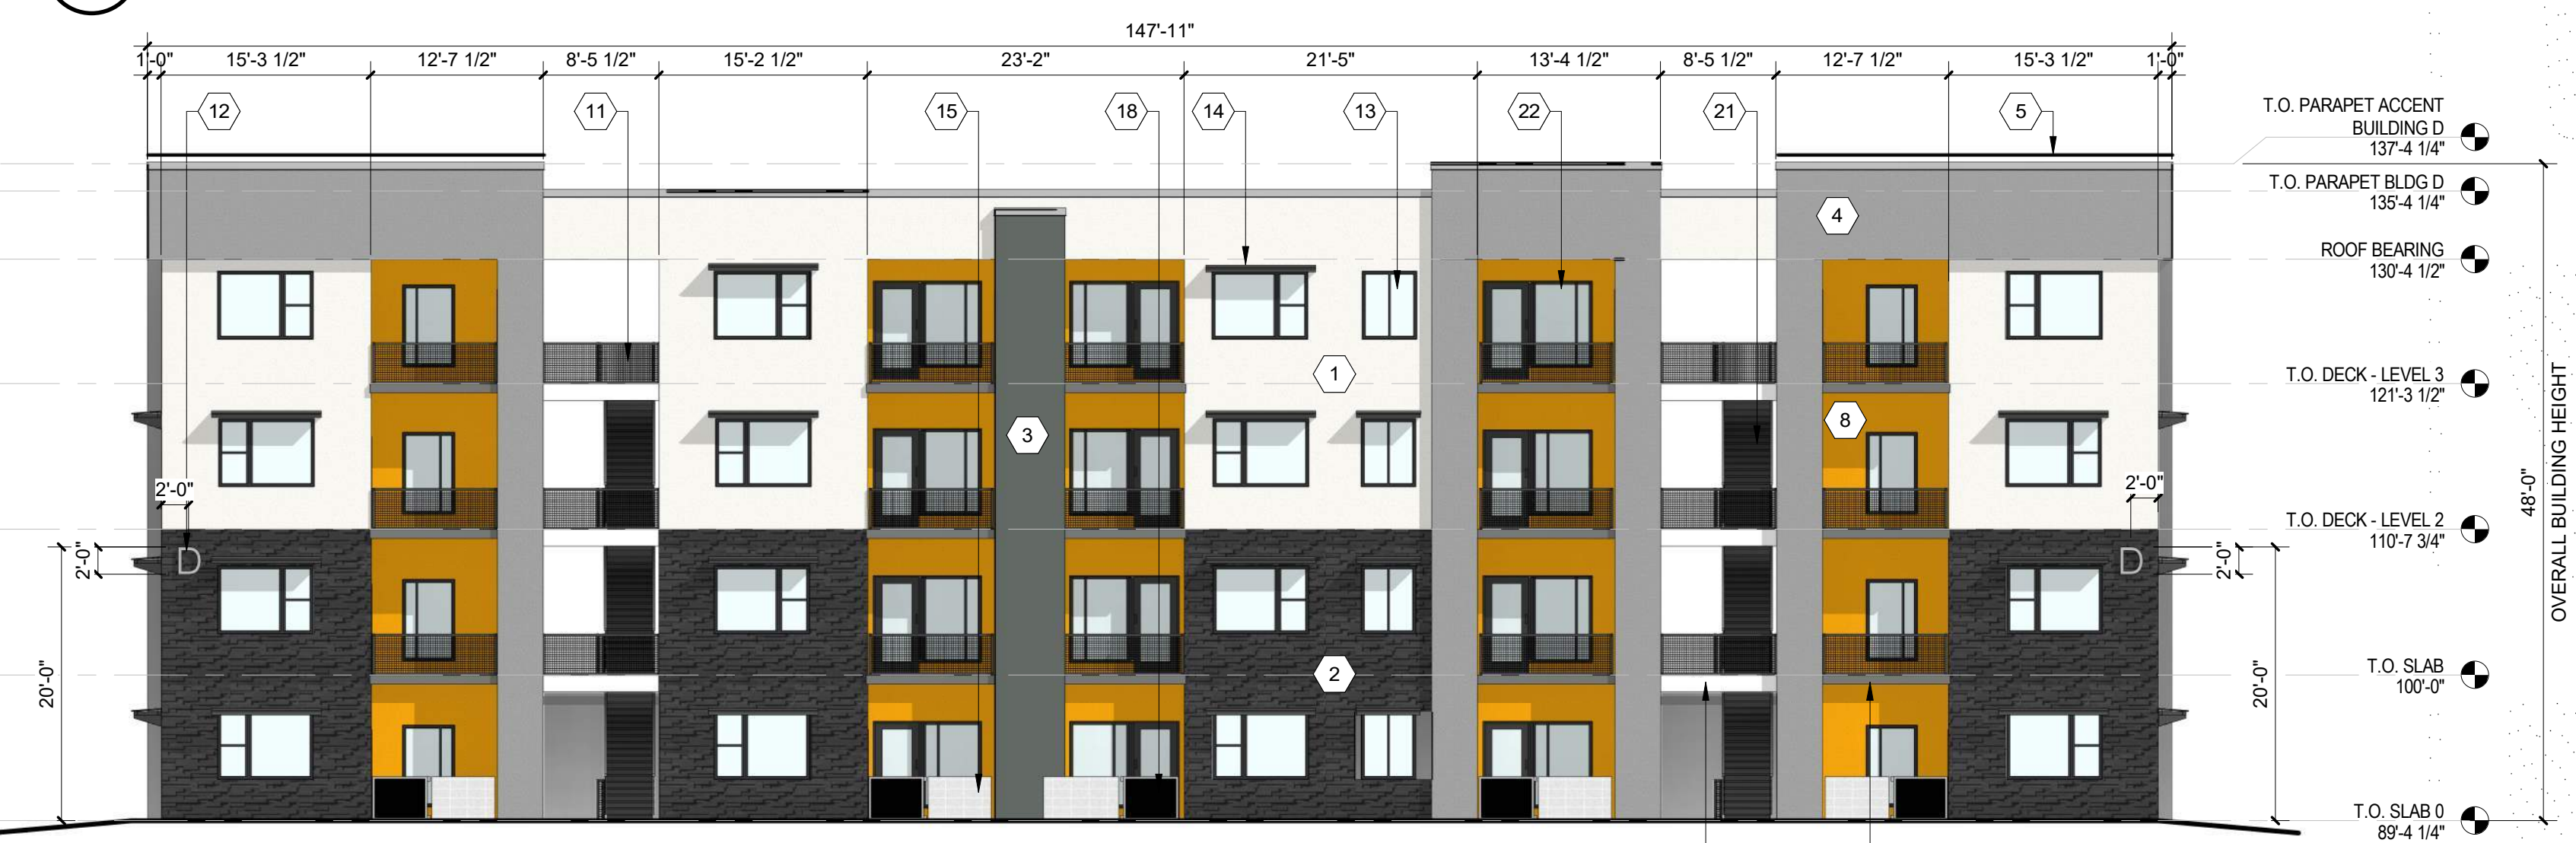 147'-11"
1'-0" 15'-3 1/2" 12'-7 1/2" 8'-5 1/2" 15'-2 1/2" 23'-2" 21'-5" 13'-4 1/2" 8'-5 1/2" 12'-7 1/2" 15'-3 1/2" 1'-0"
12 11 15 18 14 13 22 21 5
T.O. PARAPET ACCENT
BUILDING D
137'-4 1/4"
T.O. PARAPET BLDG D
135'-4 1/4"
4
ROOF BEARING
130'-4 1/2"
1
T.O. DECK - LEVEL 3
121'-3 1/2"
3
8
2'-0"
2'-0"
48'-0"
OVERALL BUILDING HEIGHT
T.O. DECK - LEVEL 2
110'-7 3/4"
2'-0"
D
D
2'-0"
20'-0"
2
20'-0"
T.O. SLAB
100'-0"
T.O. SLAB 0
89'-4 1/4"